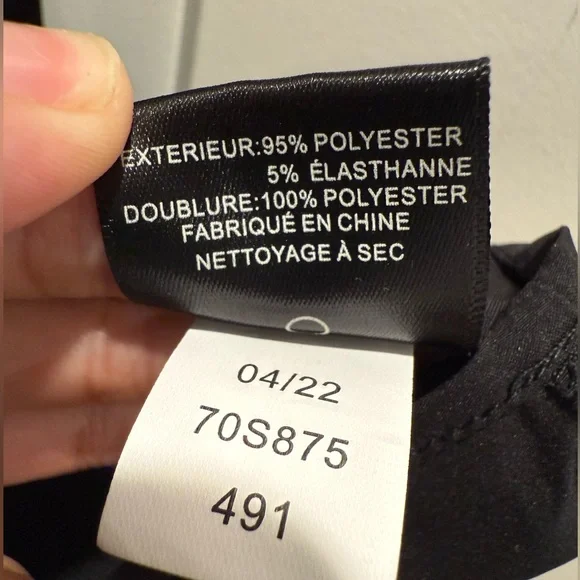 EXTERIEUR:95% POLYESTER
5% ÉLASTHANNE
DOUBLURE:100% POLYESTER
FABRIQUÉ EN CHINE
NETTOYAGE À SEC
04/22
70S875
491